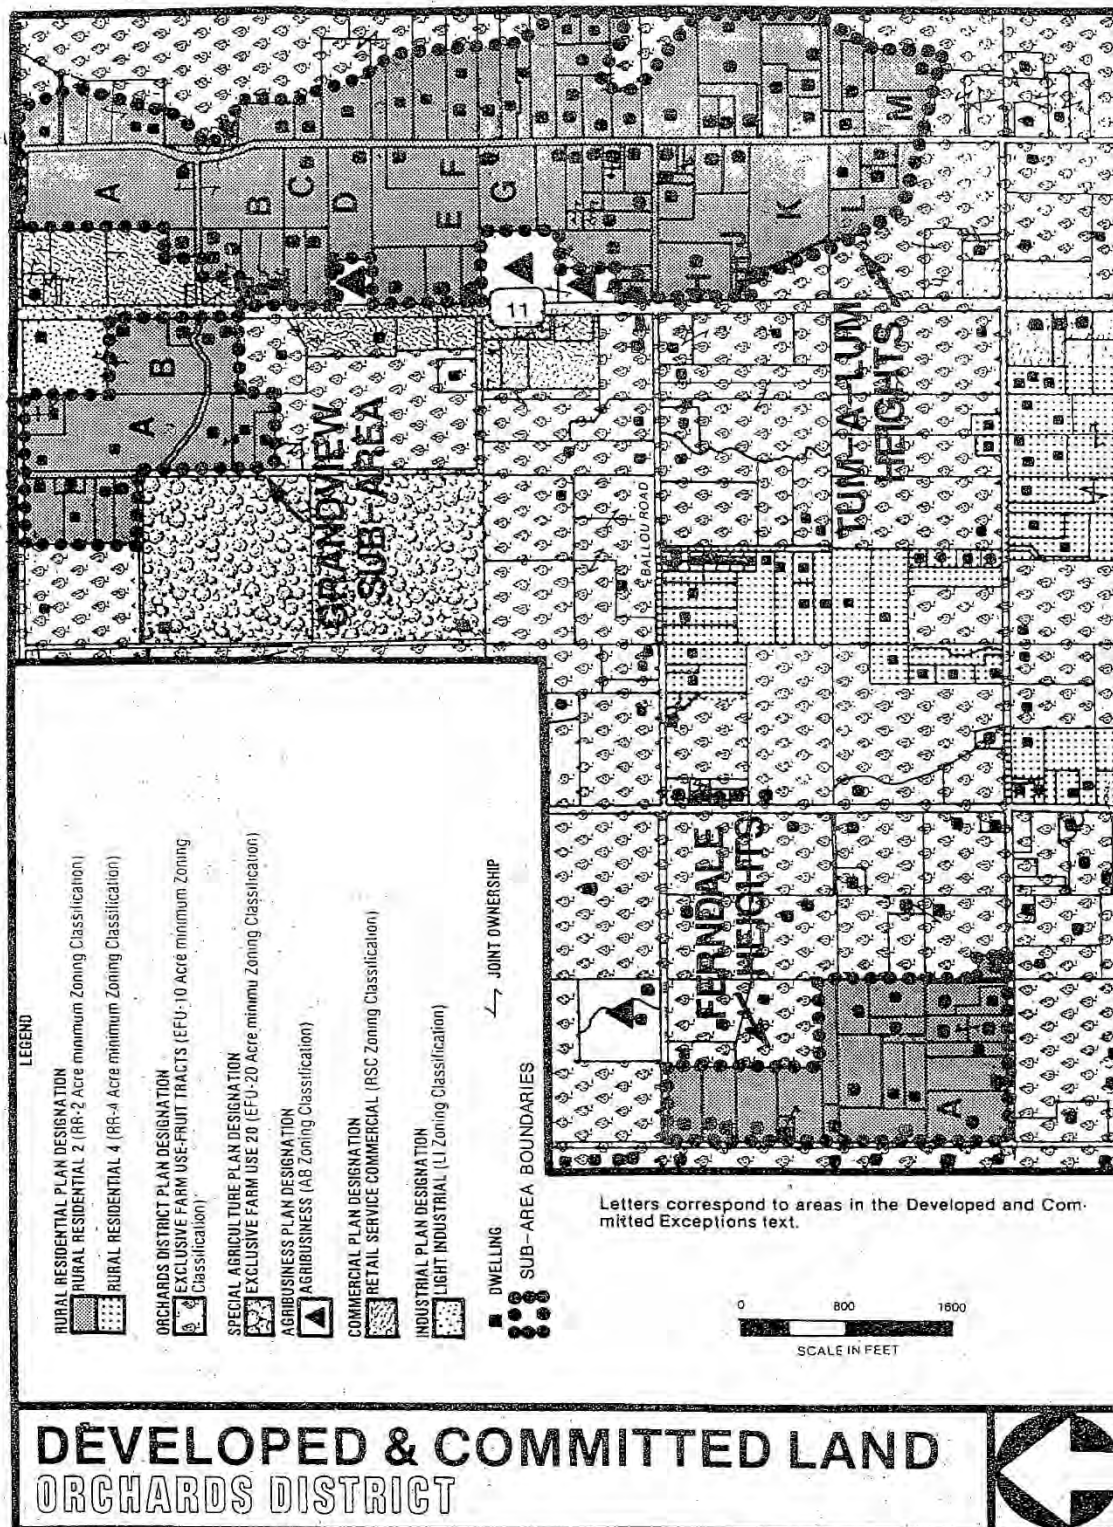 A
B
C
D
E
F
G
H
J
K
L
M
11
A
B
GRANDVIEW
SUB-AREA
TUM-A-LUM
HEIGHTS
BALLOU ROAD
FERNDALE
HEIGHTS
A
LEGEND
RURAL RESIDENTIAL PLAN DESIGNATION
RURAL RESIDENTIAL 2 (RR-2 Acre minimum Zoning Classification)
RURAL RESIDENTIAL 4 (RR-4 Acre minimum Zoning Classification)
ORCHARDS DISTRICT PLAN DESIGNATION
EXCLUSIVE FARM USE-FRUIT TRACTS (EFU-10 Acre minimum Zoning
Classification)
SPECIAL AGRICULTURE PLAN DESIGNATION
EXCLUSIVE FARM USE 20 (EFU-20 Acre minimu Zoning Classification)
AGRIBUSINESS PLAN DESIGNATION
AGRIBUSINESS (AB Zoning Classification)
COMMERCIAL PLAN DESIGNATION
RETAIL SERVICE COMMERCIAL (RSC Zoning Classification)
INDUSTRIAL PLAN DESIGNATION
LIGHT INDUSTRIAL (LI Zoning Classification)
DWELLING
JOINT OWNERSHIP
SUB-AREA BOUNDARIES
Letters correspond to areas in the Developed and Com-
mitted Exceptions text.
0 800 1600
SCALE IN FEET
DEVELOPED & COMMITTED LAND
ORCHARDS DISTRICT